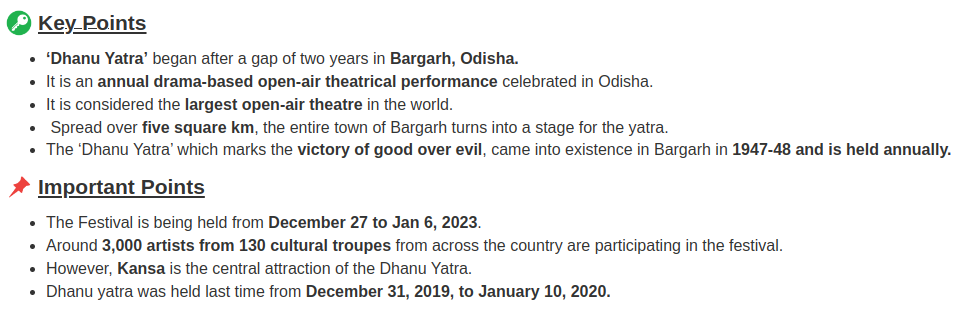 Key Points
‘Dhanu Yatra’ began after a gap of two years in Bargarh, Odisha.
It is an annual drama-based open-air theatrical performance celebrated in Odisha.
It is considered the largest open-air theatre in the world.
Spread over five square km, the entire town of Bargarh turns into a stage for the yatra.
The ‘Dhanu Yatra’ which marks the victory of good over evil, came into existence in Bargarh in 1947-48 and is held annually.
Important Points
The Festival is being held from December 27 to Jan 6, 2023.
Around 3,000 artists from 130 cultural troupes from across the country are participating in the festival.
However, Kansa is the central attraction of the Dhanu Yatra.
Dhanu yatra was held last time from December 31, 2019, to January 10, 2020.